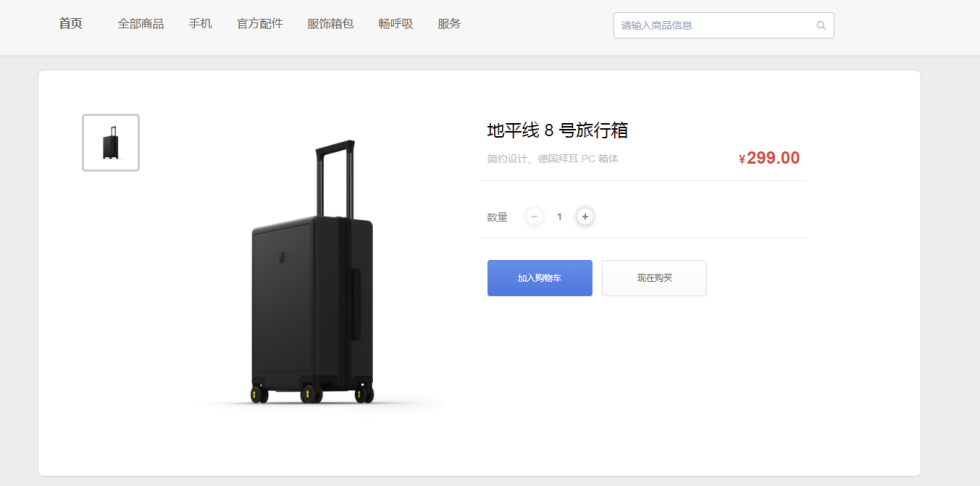 首页 全部商品 手机 官方配件 服饰箱包 畅呼吸 服务 请输入商品信息
地平线 8 号旅行箱
简约设计、德国拜耳 PC 箱体 ¥299.00
数量 − 1 +
加入购物车 现在购买